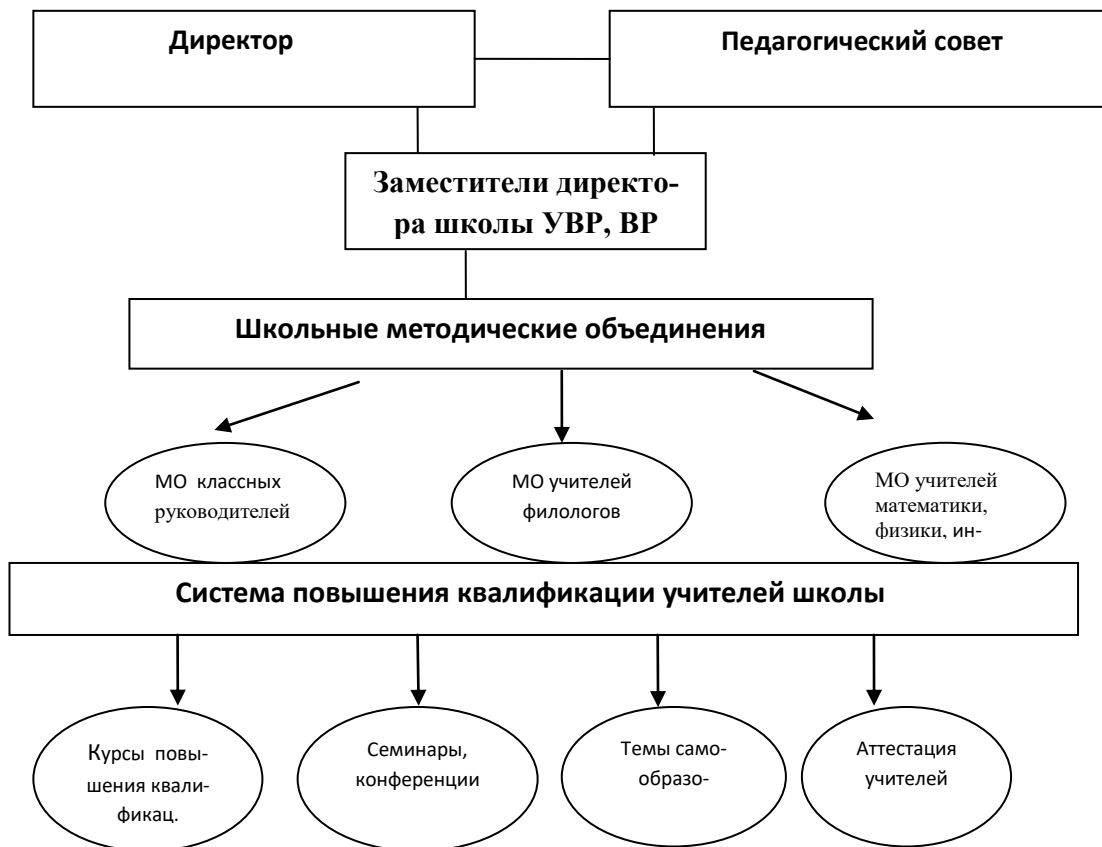 Директор
Педагогический совет
Заместители директо-
ра школы УВР, ВР
Школьные методические объединения
МО классных
руководителей
МО учителей
филологов
МО учителей
математики,
физики, ин-
Система повышения квалификации учителей школы
Курсы повы-
шения квали-
фикац.
Семинары,
конференции
Темы само-
образо-
Аттестация
учителей